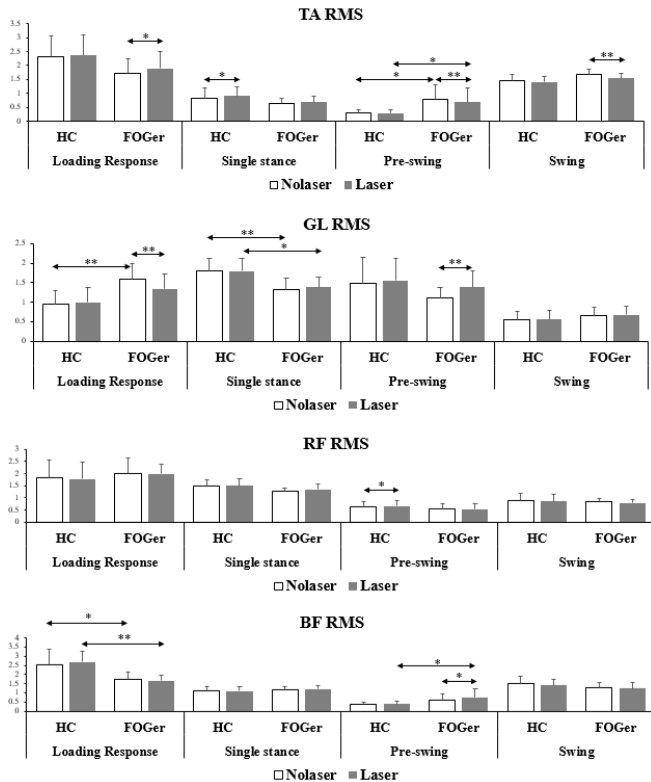 TA RMS
3.5
3
2.5
2
1.5
1
0.5
0
* * * * ** **
HC FOGer HC FOGer HC FOGer HC FOGer
Loading Response Single stance Pre-swing Swing
Nolaser Laser
GL RMS
2.5
2
1.5
1
0.5
0
** ** ** * **
HC FOGer HC FOGer HC FOGer HC FOGer
Loading Response Single stance Pre-swing Swing
Nolaser Laser
RF RMS
3
2.5
2
1.5
1
0.5
0
*
HC FOGer HC FOGer HC FOGer HC FOGer
Loading Response Single stance Pre-swing Swing
Nolaser Laser
BF RMS
4
3.5
3
2.5
2
1.5
1
0.5
0
* ** * *
HC FOGer HC FOGer HC FOGer HC FOGer
Loading Response Single stance Pre-swing Swing
Nolaser Laser